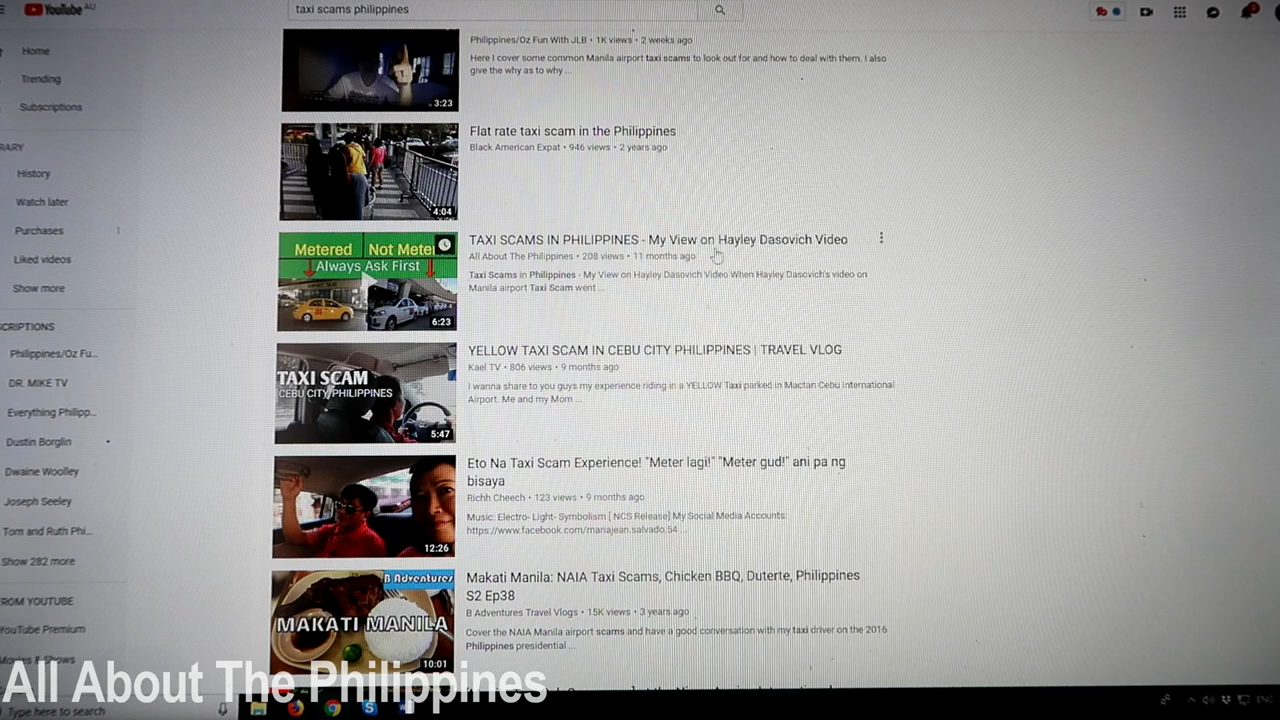 YouTube AU
taxi scams philippines
Home
Trending
Subscriptions
RARY
History
Watch later
Purchases 1
Liked videos
Show more
SCRIPTIONS
Philippines/Oz Fu...
DR. MIKE TV
Everything Philipp...
Dustin Borglin
Dwaine Woolley
Joseph Seeley
Tom and Ruth Phi...
Show 282 more
FROM YOUTUBE
YouTube Premium
Movies & Shows
Philippines/Oz Fun With JLB • 1K views • 2 weeks ago
Here I cover some common Manila airport taxi scams to look out for and how to deal with them. I also
give the why as to why ...
3:23
Flat rate taxi scam in the Philippines
Black American Expat • 946 views • 2 years ago
4:04
Metered Not Mete
Always Ask First
6:23
TAXI SCAMS IN PHILIPPINES - My View on Hayley Dasovich Video
All About The Philippines • 208 views • 11 months ago
Taxi Scams in Philippines - My View on Hayley Dasovich Video When Hayley Dasovich's video on
Manila airport Taxi Scam went ...
TAXI SCAM
CEBU CITY PHILIPPINES
5:47
YELLOW TAXI SCAM IN CEBU CITY PHILIPPINES | TRAVEL VLOG
Kael TV • 806 views • 9 months ago
I wanna share to you guys my experience riding in a YELLOW Taxi parked in Mactan Cebu International
Airport. Me and my Mom ...
12:26
Eto Na Taxi Scam Experience! "Meter lagi!" "Meter gud!" ani pa ng
bisaya
Richh Cheech • 123 views • 9 months ago
Music: Electro- Light- Symbolism [ NCS Release] My Social Media Accounts:
https://www.facebook.com/mariajean.salvado.54 ...
B Adventures
MAKATI MANILA
10:01
Makati Manila: NAIA Taxi Scams, Chicken BBQ, Duterte, Philippines
S2 Ep38
B Adventures Travel Vlogs • 15K views • 3 years ago
Cover the NAIA Manila airport scams and have a good conversation with my taxi driver on the 2016
Philippines presidential ...
All About The Philippines
Type here to search
ENG